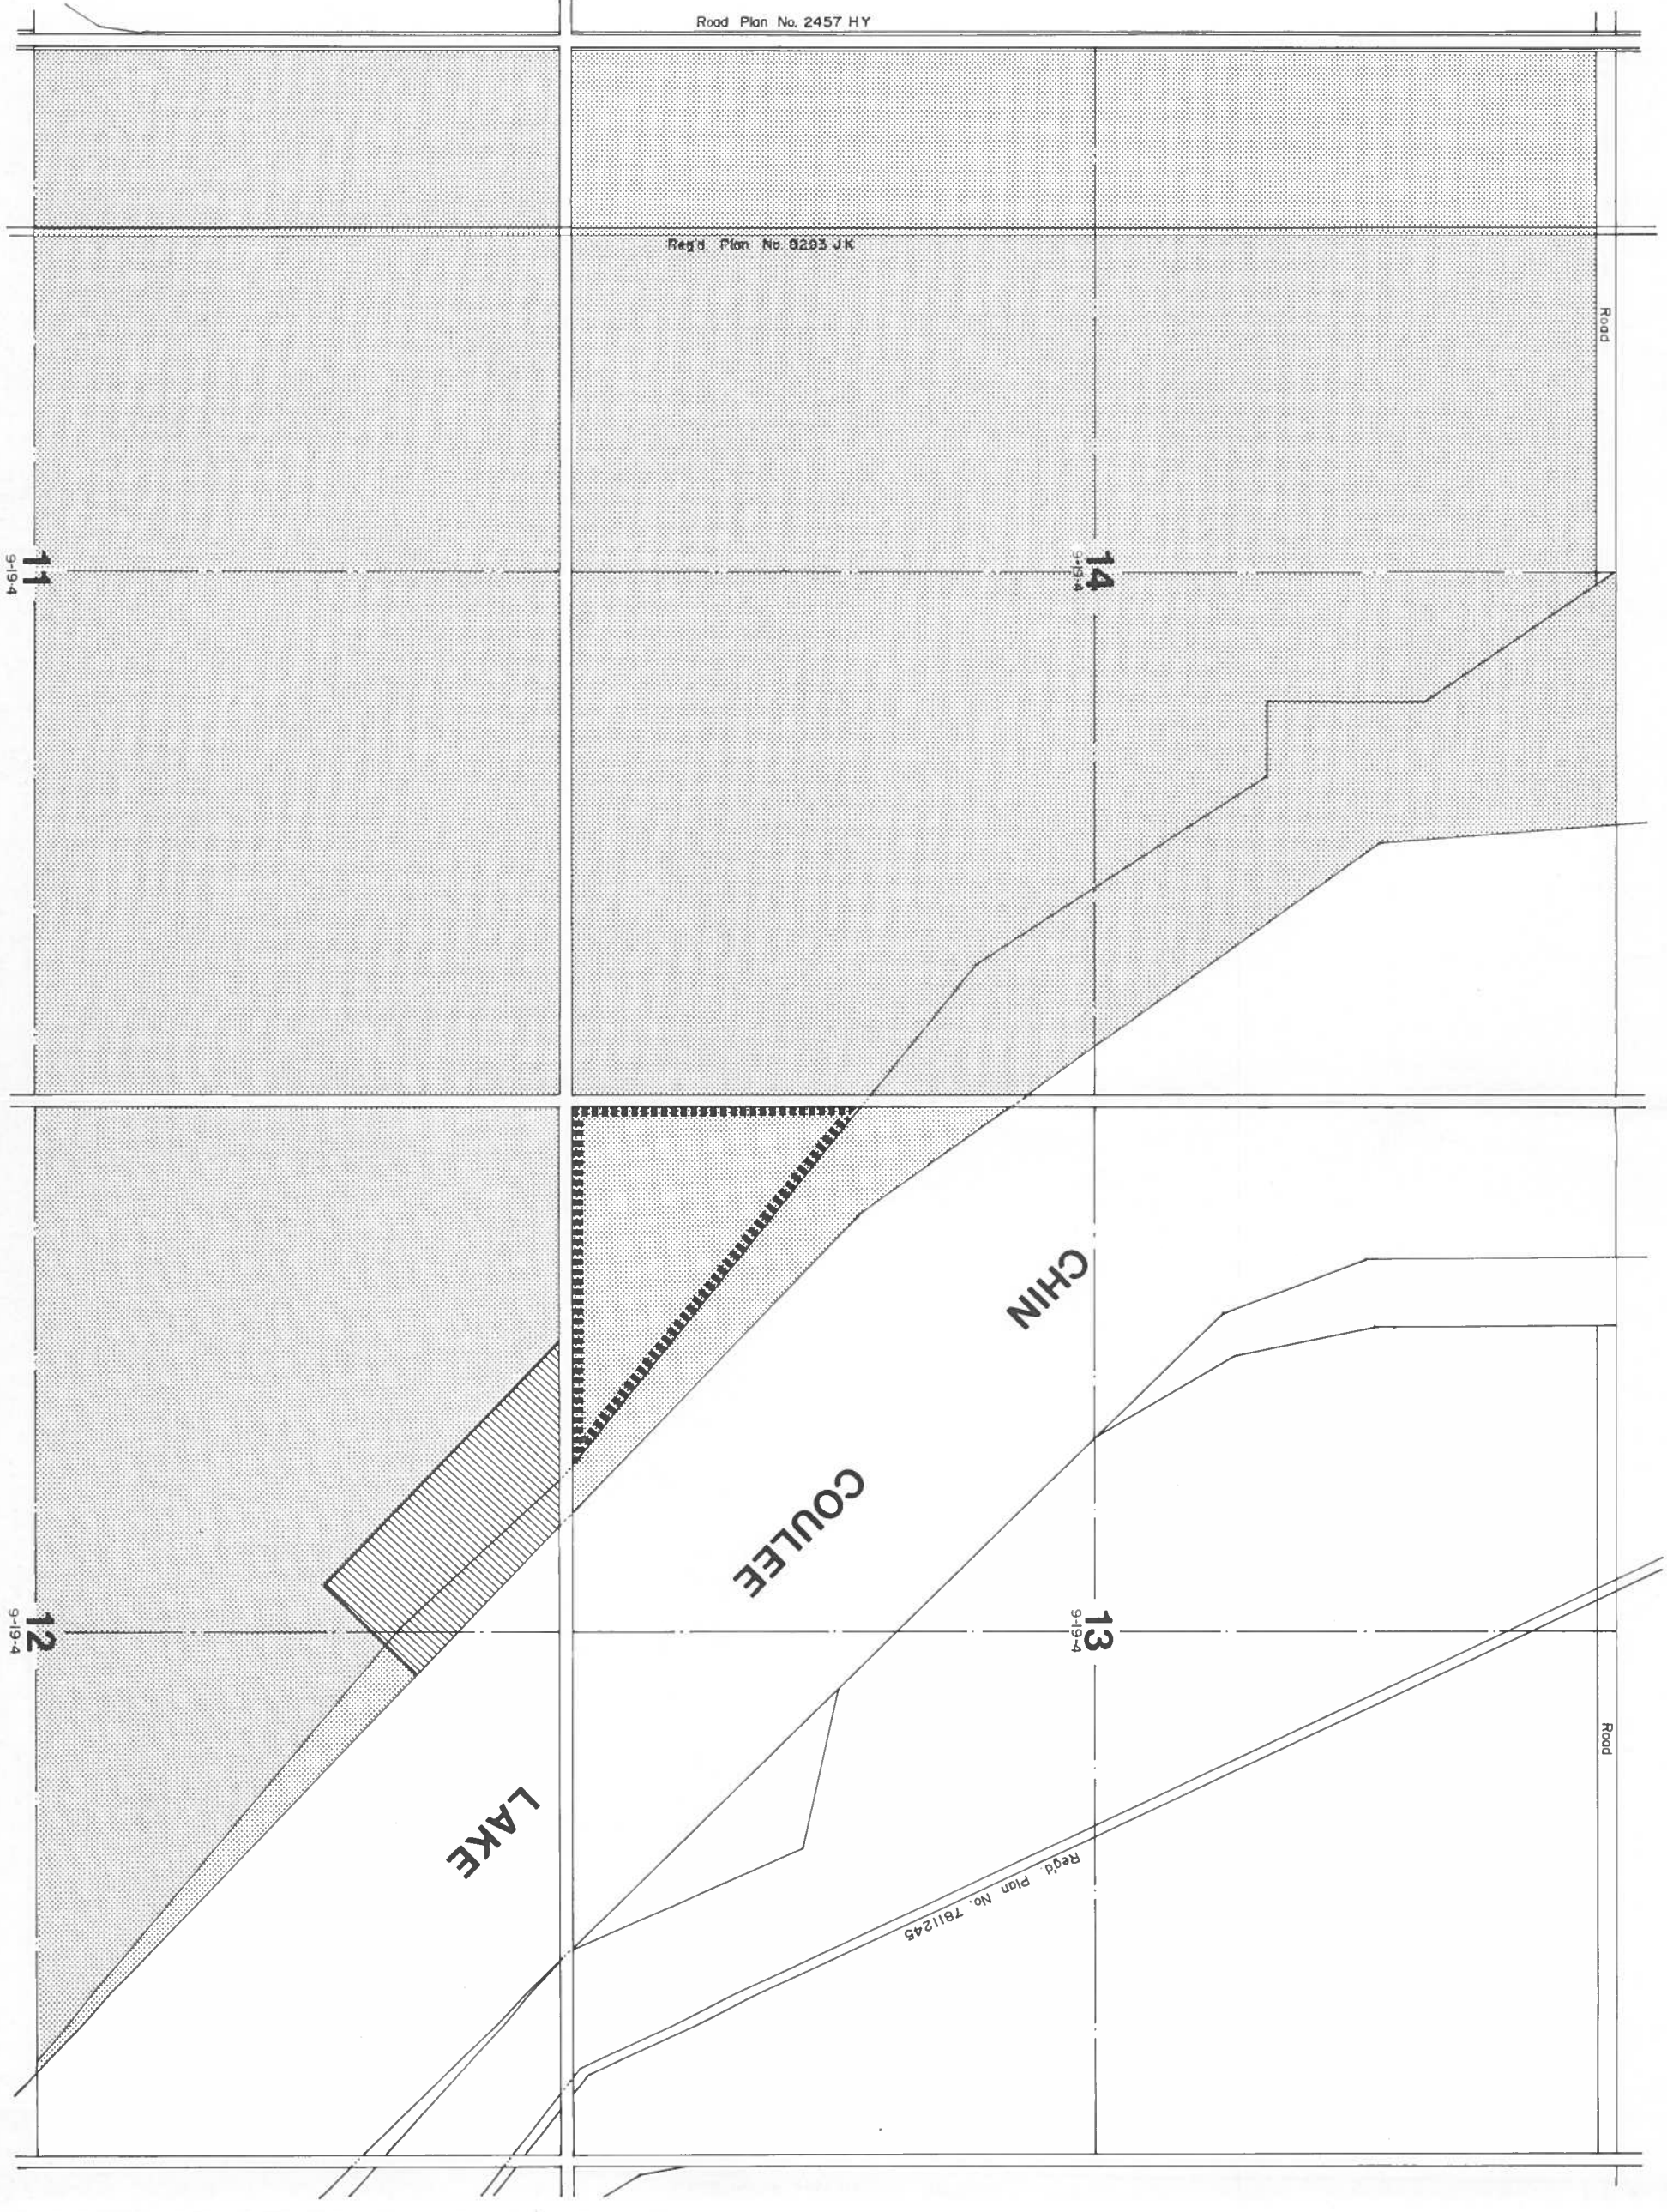 Road Plan No. 2457 HY
Reg'd. Plan No. 8293 JK
Road
11
9-19-4
14
9-19-4
CHIN
COULEE
LAKE
12
9-19-4
13
9-19-4
Road
Reg'd. Plan No. 7811245